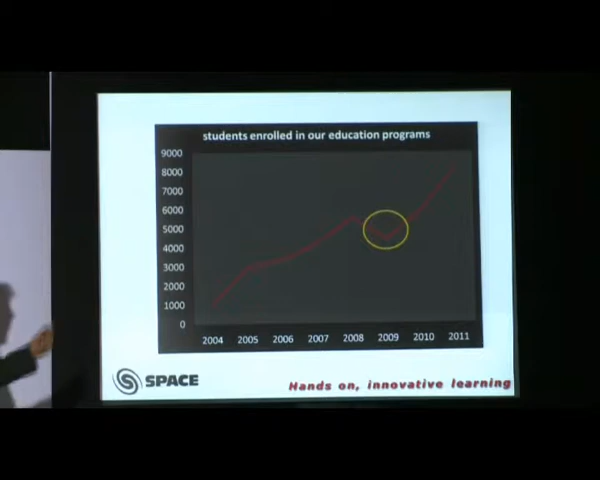 students enrolled in our education programs
9000
8000
7000
6000
5000
4000
3000
2000
1000
0
2004 2005 2006 2007 2008 2009 2010 2011
SPACE
Hands on, innovative learning